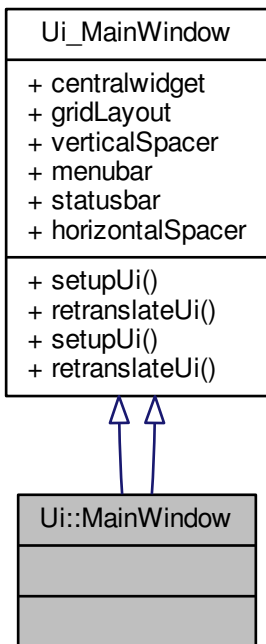 Ui_MainWindow
+ centralwidget
+ gridLayout
+ verticalSpacer
+ menubar
+ statusbar
+ horizontalSpacer
+ setupUi()
+ retranslateUi()
+ setupUi()
+ retranslateUi()
Ui::MainWindow